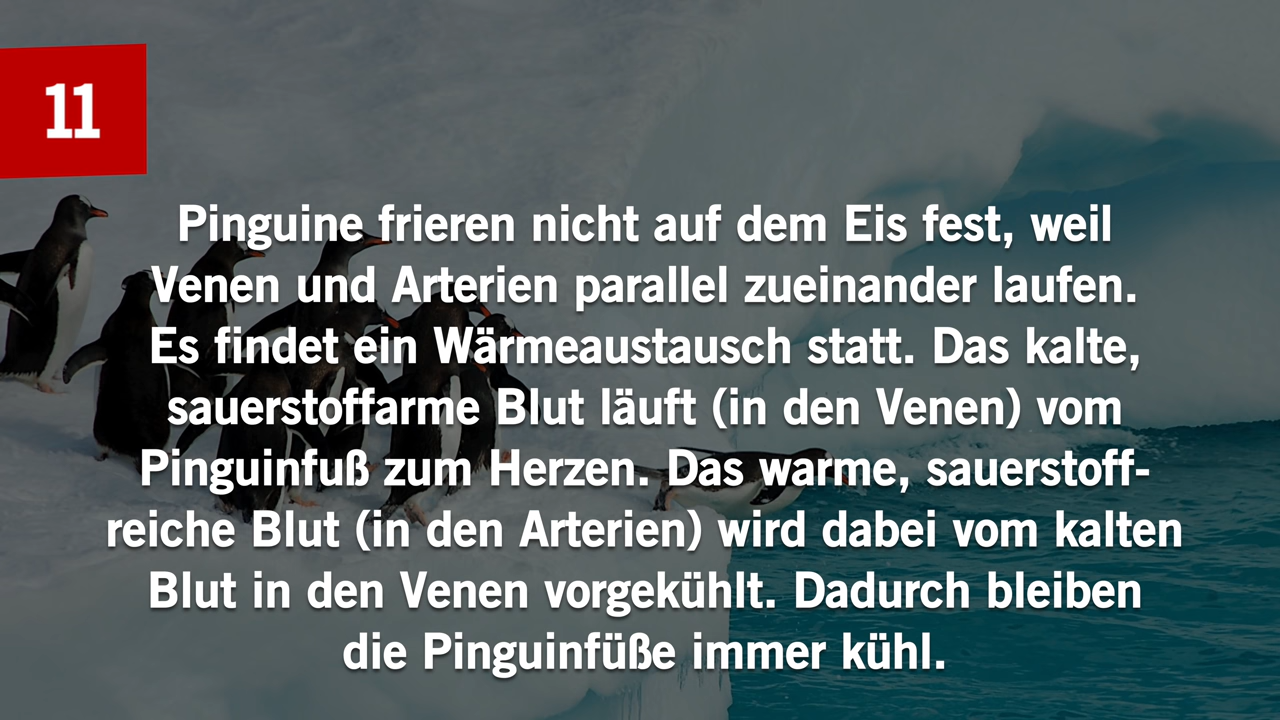 11
Pinguine frieren nicht auf dem Eis fest, weil
Venen und Arterien parallel zueinander laufen.
Es findet ein Wärmeaustausch statt. Das kalte,
sauerstoffarme Blut läuft (in den Venen) vom
Pinguinfuß zum Herzen. Das warme, sauerstoff-
reiche Blut (in den Arterien) wird dabei vom kalten
Blut in den Venen vorgekühlt. Dadurch bleiben
die Pinguinfüße immer kühl.